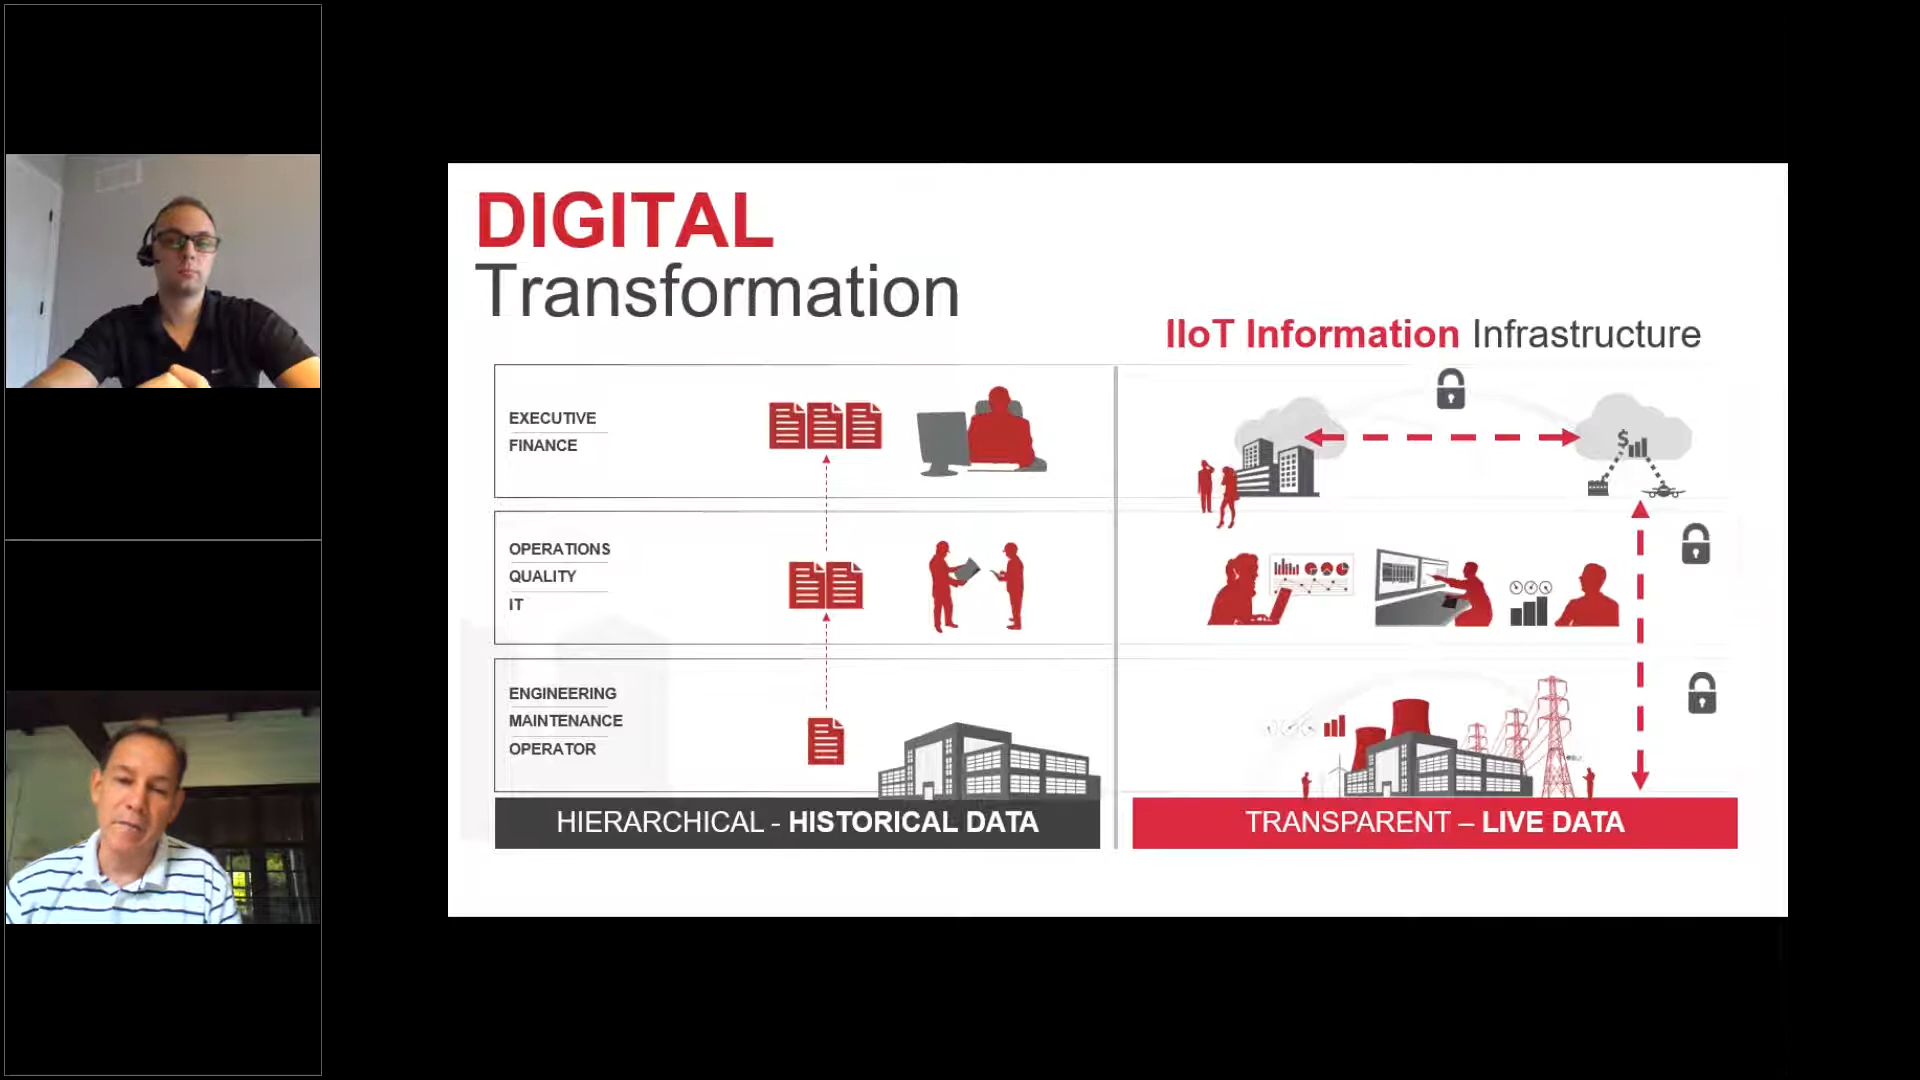 DIGITAL
Transformation
IIoT Information Infrastructure
EXECUTIVE
FINANCE
OPERATIONS
QUALITY
IT
ENGINEERING
MAINTENANCE
OPERATOR
$
HIERARCHICAL - HISTORICAL DATA
TRANSPARENT – LIVE DATA